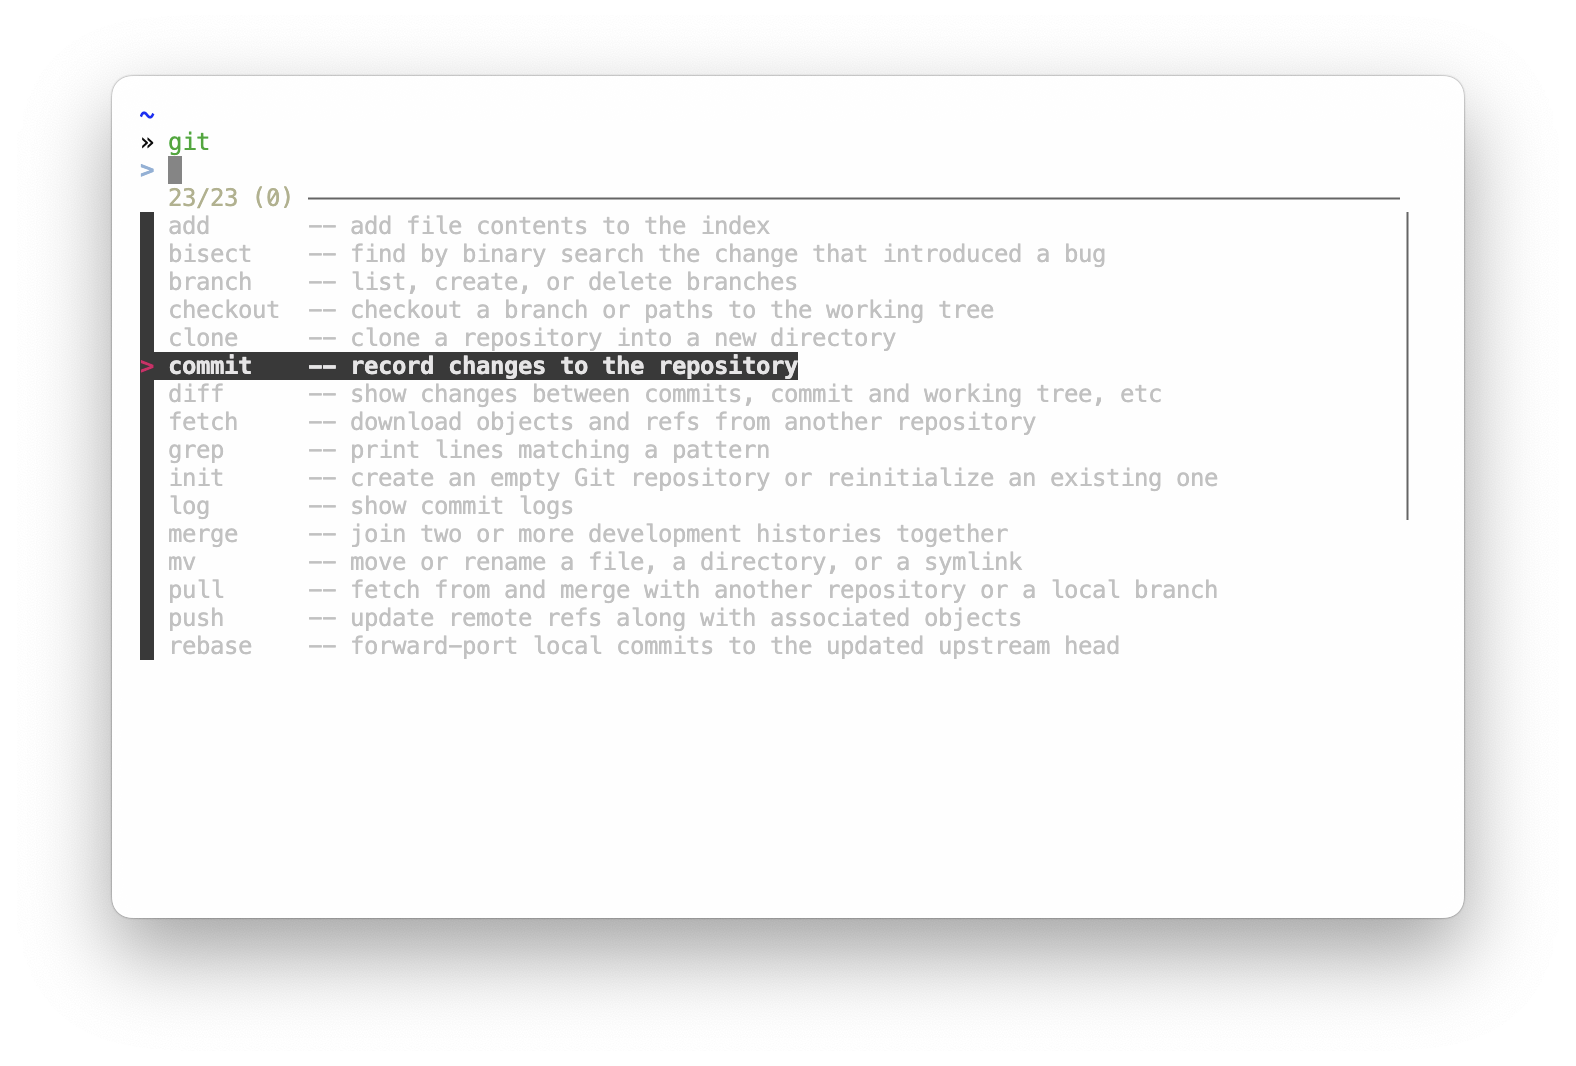 ~
» git
>
23/23 (0)
add -- add file contents to the index
bisect -- find by binary search the change that introduced a bug
branch -- list, create, or delete branches
checkout -- checkout a branch or paths to the working tree
clone -- clone a repository into a new directory
> commit -- record changes to the repository
diff -- show changes between commits, commit and working tree, etc
fetch -- download objects and refs from another repository
grep -- print lines matching a pattern
init -- create an empty Git repository or reinitialize an existing one
log -- show commit logs
merge -- join two or more development histories together
mv -- move or rename a file, a directory, or a symlink
pull -- fetch from and merge with another repository or a local branch
push -- update remote refs along with associated objects
rebase -- forward-port local commits to the updated upstream head